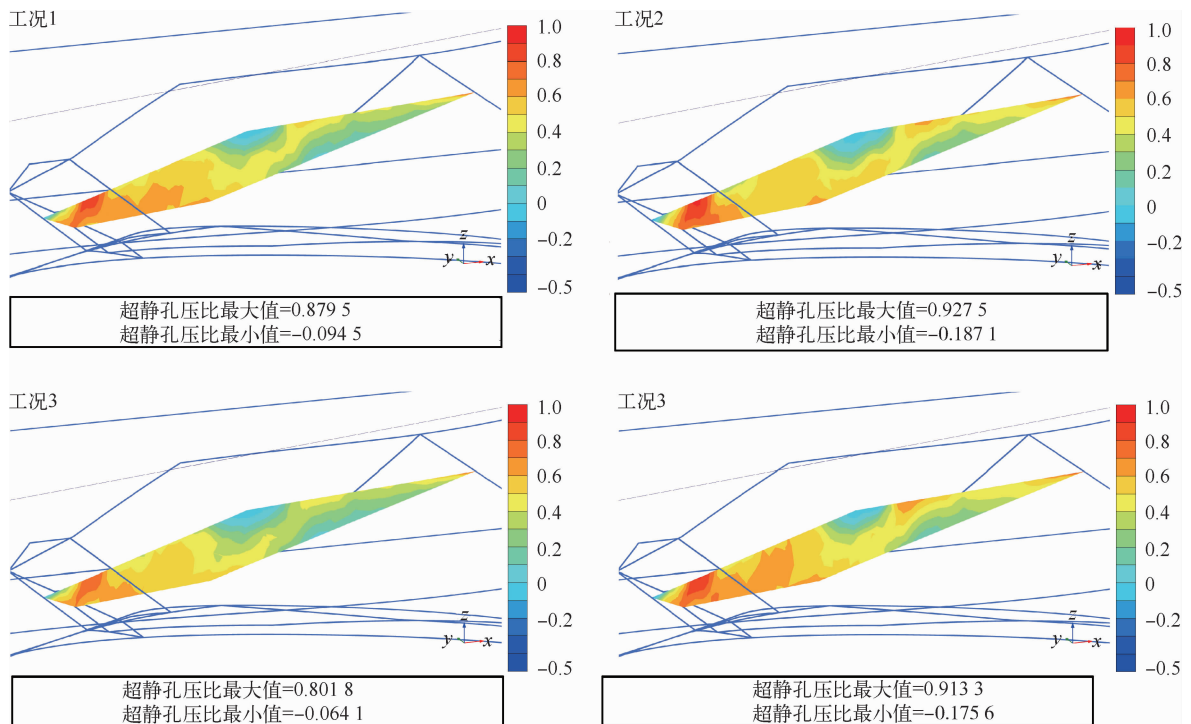 工况1
1.0
0.8
0.6
0.4
0.2
0
−0.2
−0.5
z
y
x
超静孔压比最大值=0.879 5
超静孔压比最小值=−0.094 5
工况2
1.0
0.8
0.6
0.4
0.2
0
−0.2
−0.5
z
y
x
超静孔压比最大值=0.927 5
超静孔压比最小值=−0.187 1
工况3
1.0
0.8
0.6
0.4
0.2
0
−0.2
−0.5
z
y
x
超静孔压比最大值=0.801 8
超静孔压比最小值=−0.064 1
工况3
1.0
0.8
0.6
0.4
0.2
0
−0.2
−0.5
z
y
x
超静孔压比最大值=0.913 3
超静孔压比最小值=−0.175 6